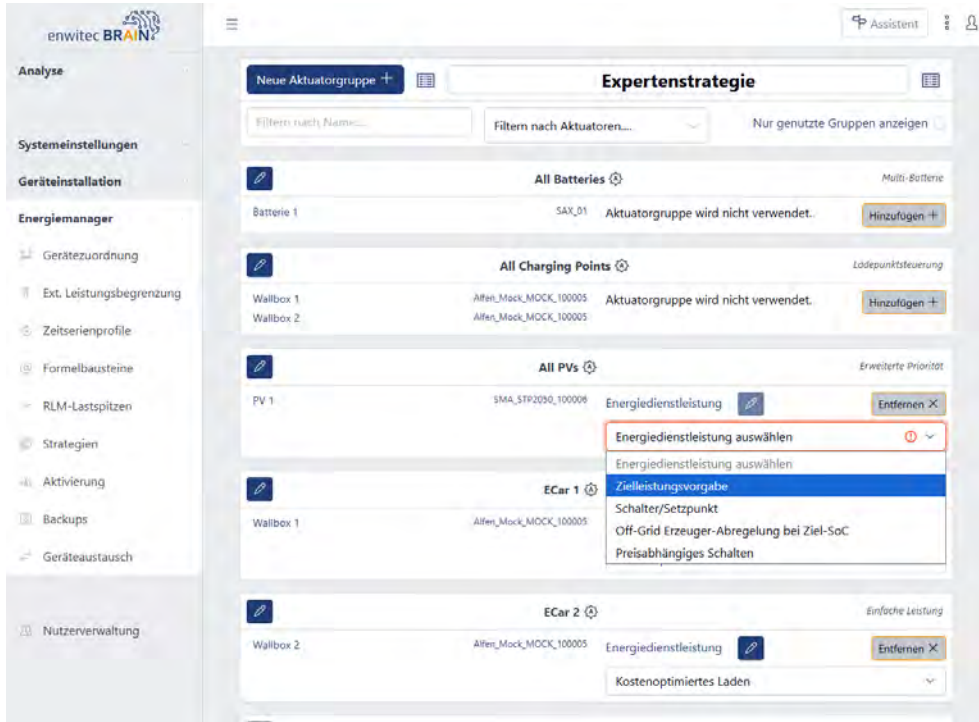 enwitec BRAIN
Assistent
Analyse
Systemeinstellungen
Geräteinstallation
Energiemanager
Gerätezuordnung
Ext. Leistungsbegrenzung
Zeitserienprofile
Formelbausteine
RLM-Lastspitzen
Strategien
Aktivierung
Backups
Geräteaustausch
Nutzerverwaltung
Neue Aktuatorgruppe +
Expertenstrategie
Filtern nach Name...
Filtern nach Aktuatoren....
Nur genutzte Gruppen anzeigen
All Batteries
Multi-Batterie
Batterie 1 SAX_01 Aktuatorgruppe wird nicht verwendet. Hinzufügen +
All Charging Points
Ladepunktsteuerung
Wallbox 1 Alfen_Mock_MOCK_100005 Aktuatorgruppe wird nicht verwendet. Hinzufügen +
Wallbox 2 Alfen_Mock_MOCK_100005
All PVs
Erweiterte Priorität
PV 1 SMA_STP2050_100006 Energiedienstleistung Entfernen ×
Energiedienstleistung auswählen
Energiedienstleistung auswählen
Zielleistungsvorgabe
Schalter/Setzpunkt
Off-Grid Erzeuger-Abregelung bei Ziel-SoC
Preisabhängiges Schalten
ECar 1
Wallbox 1 Alfen_Mock_MOCK_100005
ECar 2
Einfache Leistung
Wallbox 2 Alfen_Mock_MOCK_100005 Energiedienstleistung Entfernen ×
Kostenoptimiertes Laden